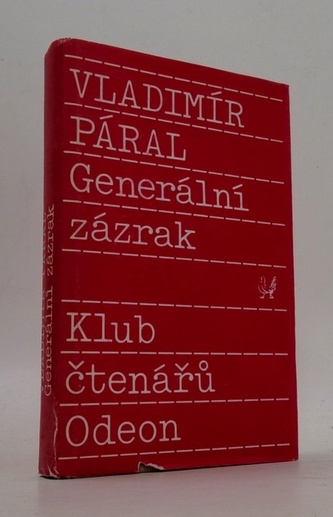 VLADIMÍR
PÁRAL
Generální
zázrak
Klub
čtenářů
Odeon
Generální zázrak